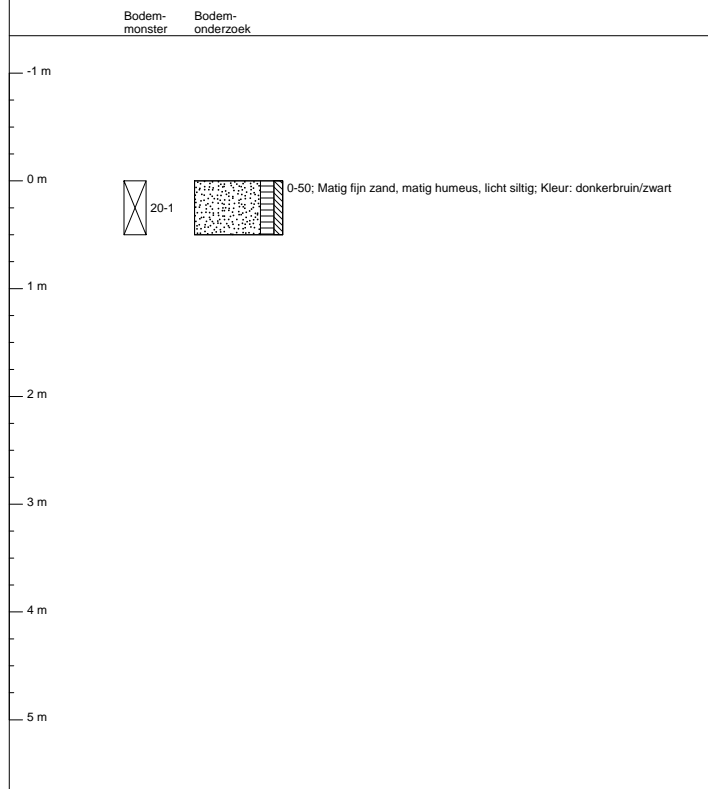 Bodem-
monster
Bodem-
onderzoek
-1 m
0 m
20-1
0-50; Matig fijn zand, matig humeus, licht siltig; Kleur: donkerbruin/zwart
1 m
2 m
3 m
4 m
5 m